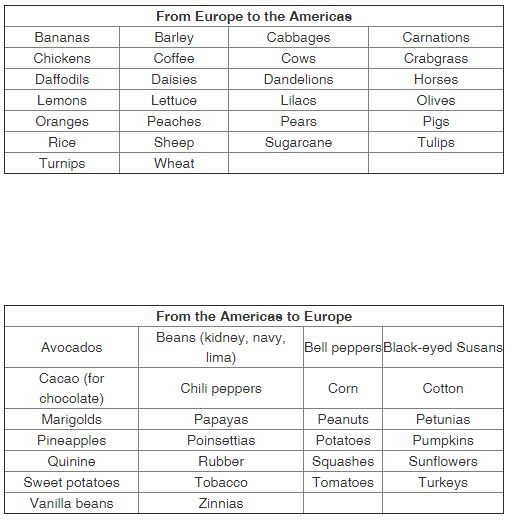 From Europe to the Americas
Bananas Barley Cabbages Carnations
Chickens Coffee Cows Crabgrass
Daffodils Daisies Dandelions Horses
Lemons Lettuce Lilacs Olives
Oranges Peaches Pears Pigs
Rice Sheep Sugarcane Tulips
Turnips Wheat
From the Americas to Europe
Avocados Beans (kidney, navy, lima) Bell peppers Black-eyed Susans
Cacao (for chocolate) Chili peppers Corn Cotton
Marigolds Papayas Peanuts Petunias
Pineapples Poinsettias Potatoes Pumpkins
Quinine Rubber Squashes Sunflowers
Sweet potatoes Tobacco Tomatoes Turkeys
Vanilla beans Zinnias